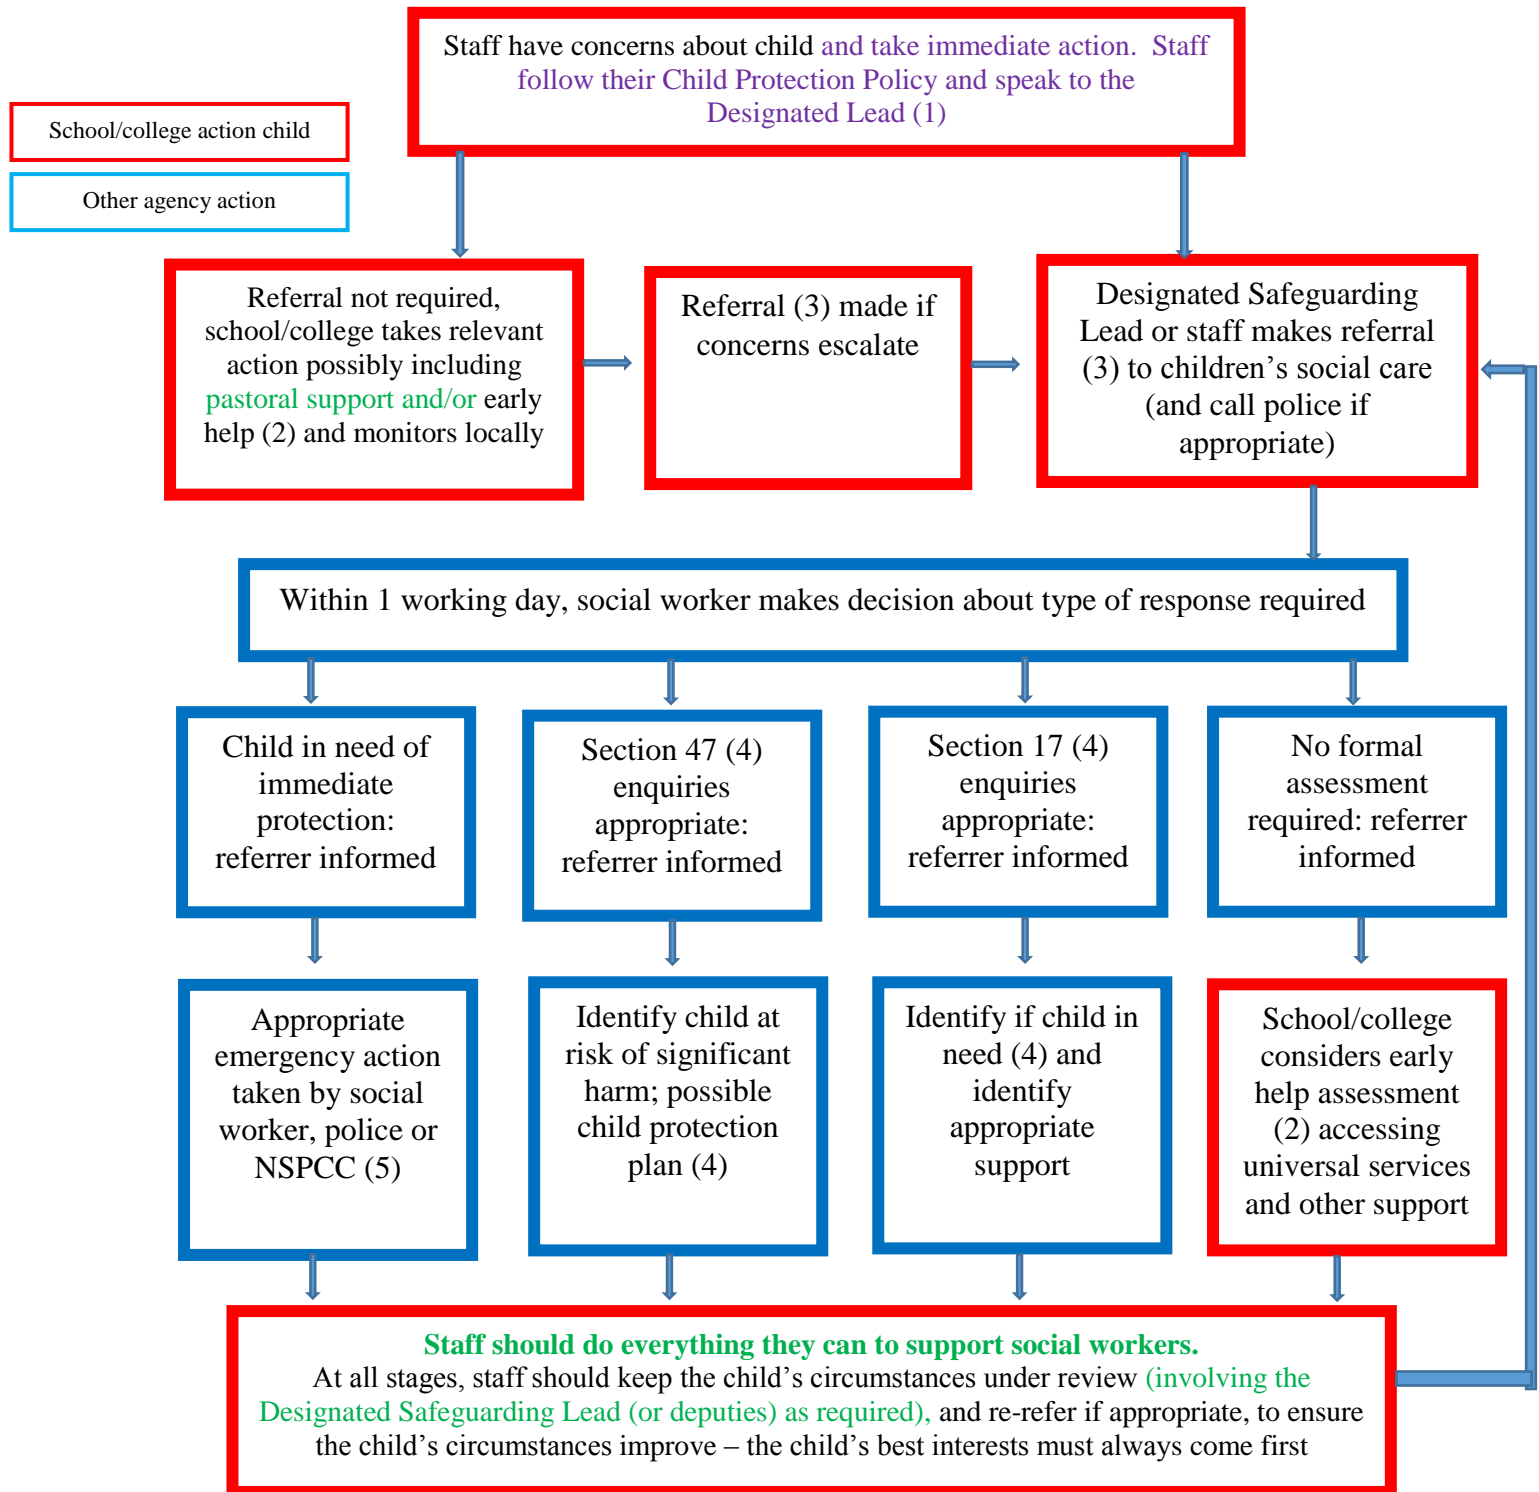 Staff have concerns about child and take immediate action.  Staff
follow their Child Protection Policy and speak to the
Designated Lead (1)
School/college action child
Other agency action
Referral not required,
school/college takes relevant
action possibly including
pastoral support and/or early
help (2) and monitors locally
Referral (3) made if
concerns escalate
Designated Safeguarding
Lead or staff makes referral
(3) to children’s social care
(and call police if
appropriate)
Within 1 working day, social worker makes decision about type of response required
Child in need of
immediate
protection:
referrer informed
Section 47 (4)
enquiries
appropriate:
referrer informed
Section 17 (4)
enquiries
appropriate:
referrer informed
No formal
assessment
required: referrer
informed
Appropriate
emergency action
taken by social
worker, police or
NSPCC (5)
Identify child at
risk of significant
harm; possible
child protection
plan (4)
Identify if child in
need (4) and
identify
appropriate
support
School/college
considers early
help assessment
(2) accessing
universal services
and other support
Staff should do everything they can to support social workers.
At all stages, staff should keep the child’s circumstances under review (involving the
Designated Safeguarding Lead (or deputies) as required), and re-refer if appropriate, to ensure
the child’s circumstances improve – the child’s best interests must always come first